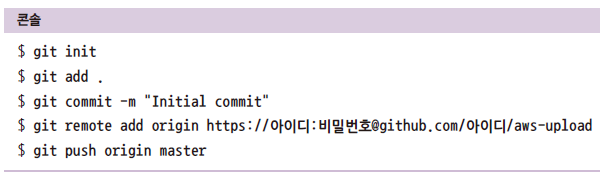 콘솔
$ git init
$ git add .
$ git commit -m "Initial commit"
$ git remote add origin https://아이디:비밀번호@github.com/아이디/aws-upload
$ git push origin master